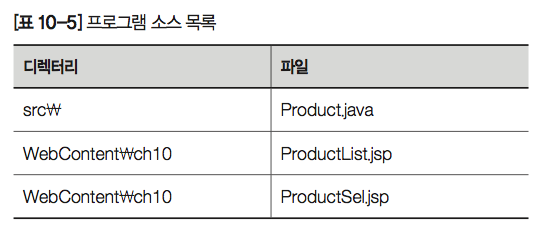 [표 10-5] 프로그램 소스 목록
디렉터리 파일
src₩ Product.java
WebContent₩ch10 ProductList.jsp
WebContent₩ch10 ProductSel.jsp